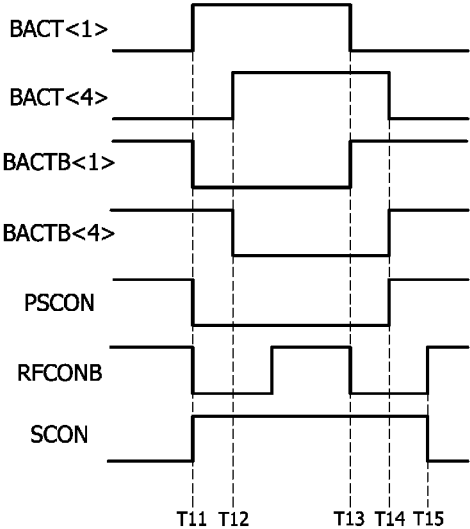 BACT<1>
BACT<4>
BACTB<1>
BACTB<4>
PSCON
RFCONB
SCON
T11 T12 T13 T14 T15